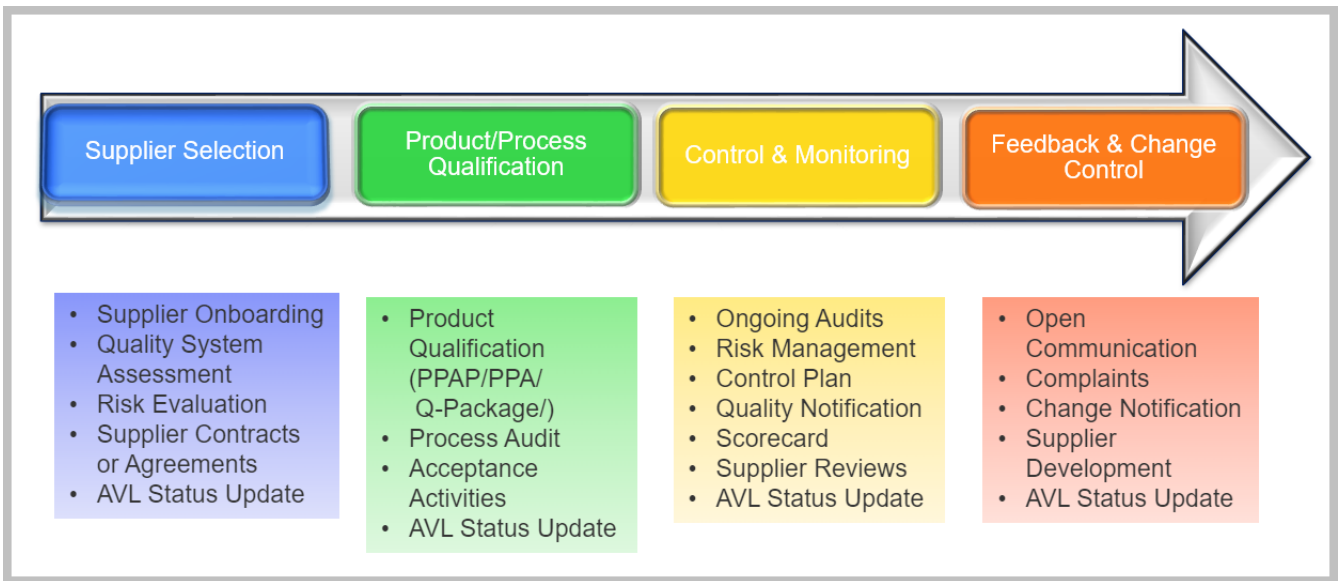 Supplier Selection
Product/Process
Qualification
Control & Monitoring
Feedback & Change
Control
• Supplier Onboarding
• Quality System
Assessment
• Risk Evaluation
• Supplier Contracts
or Agreements
• AVL Status Update
• Product
Qualification
(PPAP/PPA/
Q-Package/)
• Process Audit
• Acceptance
Activities
• AVL Status Update
• Ongoing Audits
• Risk Management
• Control Plan
• Quality Notification
• Scorecard
• Supplier Reviews
• AVL Status Update
• Open
Communication
• Complaints
• Change Notification
• Supplier
Development
• AVL Status Update